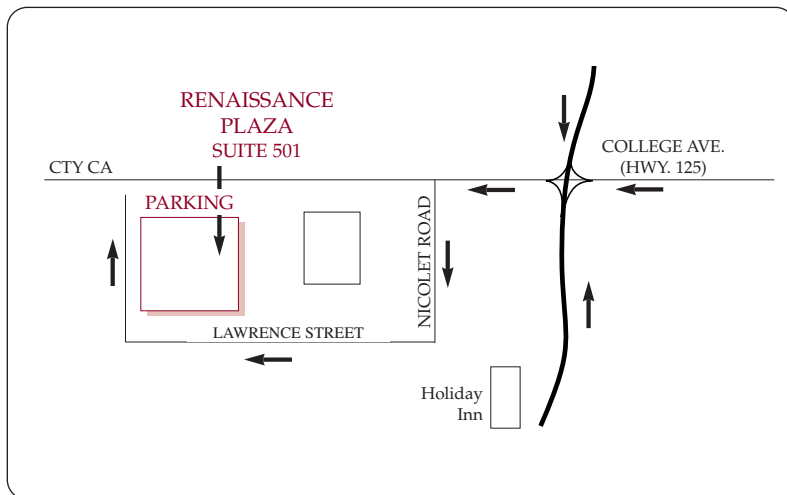 RENAISSANCE
PLAZA
SUITE 501
COLLEGE AVE.
(HWY. 125)
CTY CA
PARKING
NICOLET ROAD
LAWRENCE STREET
Holiday
Inn